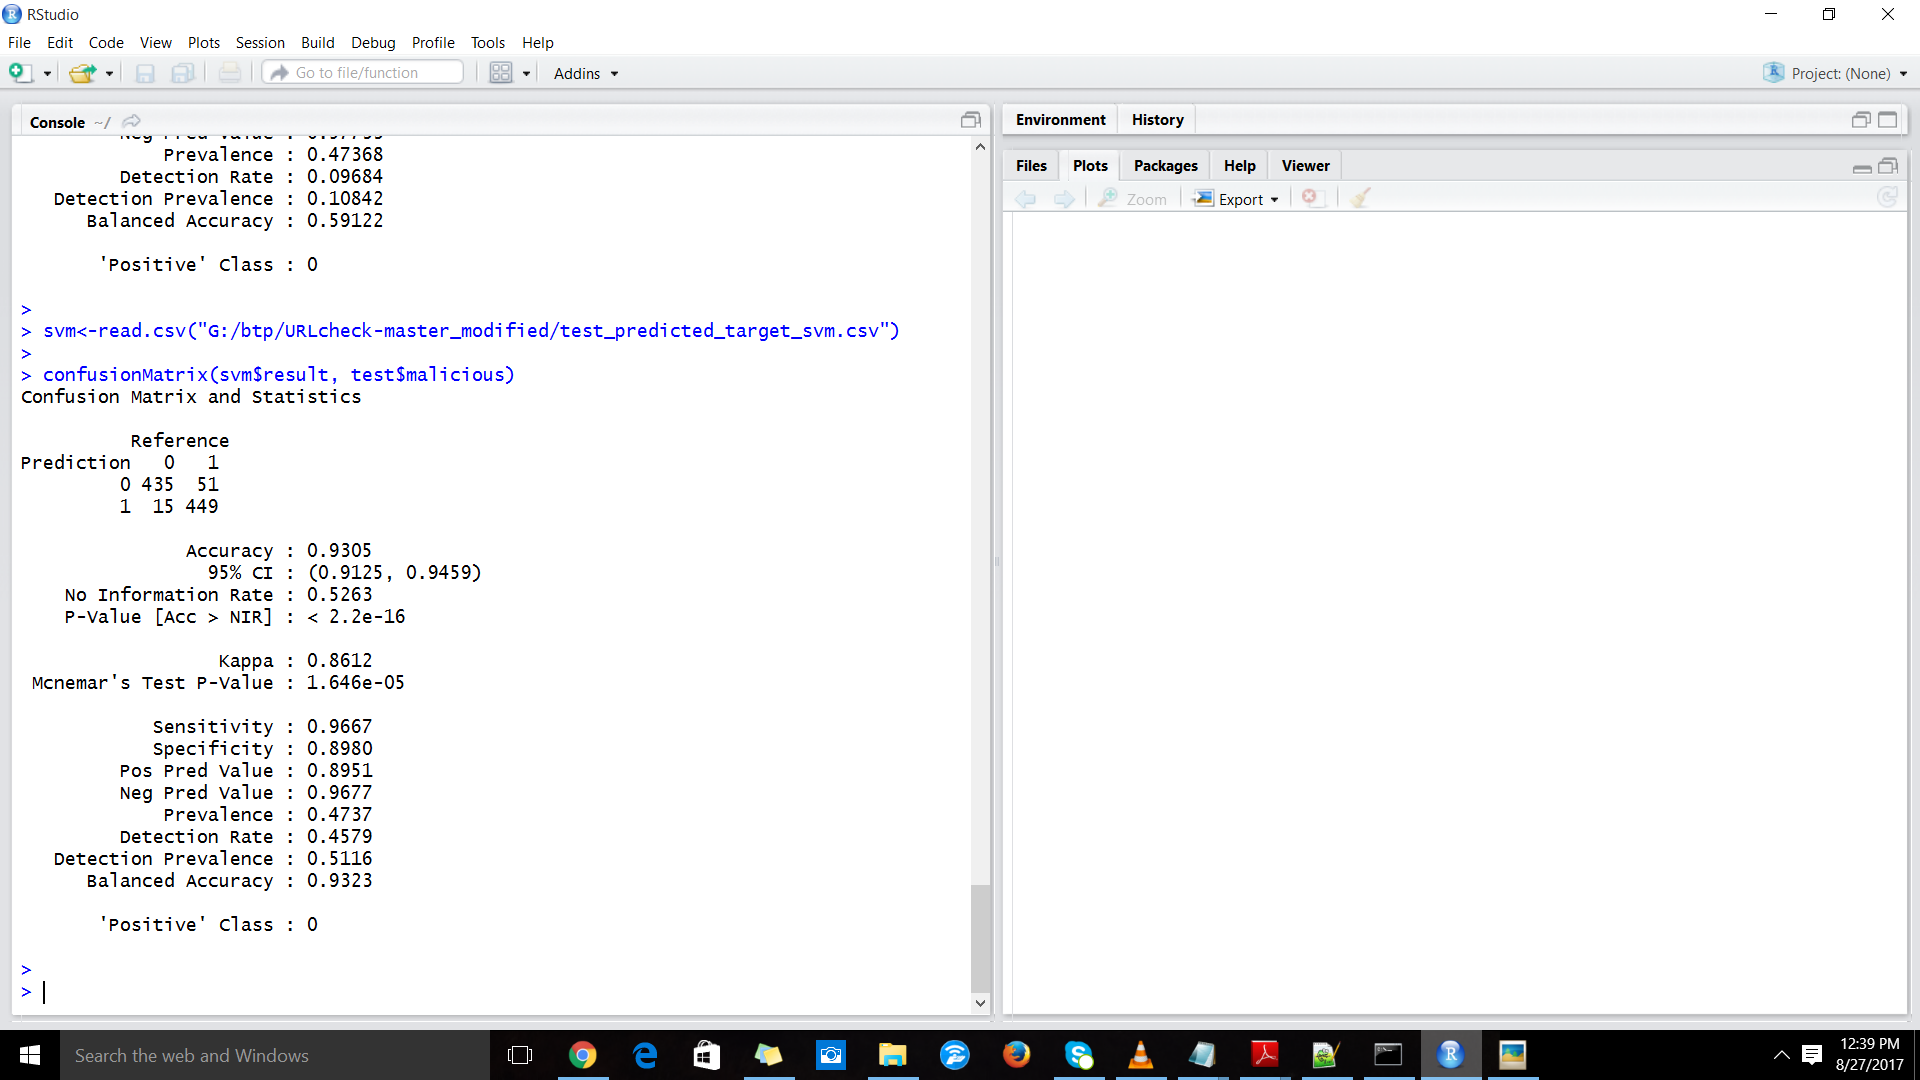 RStudio
File Edit Code View Plots Session Build Debug Profile Tools Help
Go to file/function Addins Project: (None)
Console ~/
Neg Pred Value :
Prevalence : 0.47368
Detection Rate : 0.09684
Detection Prevalence : 0.10842
Balanced Accuracy : 0.59122
'Positive' Class : 0
>
> svm<-read.csv("G:/btp/URLcheck-master_modified/test_predicted_target_svm.csv")
>
> confusionMatrix(svm$result, test$malicious)
Confusion Matrix and Statistics
Reference
Prediction 0 1
0 435 51
1 15 449
Accuracy : 0.9305
95% CI : (0.9125, 0.9459)
No Information Rate : 0.5263
P-Value [Acc > NIR] : < 2.2e-16
Kappa : 0.8612
Mcnemar's Test P-Value : 1.646e-05
Sensitivity : 0.9667
Specificity : 0.8980
Pos Pred Value : 0.8951
Neg Pred Value : 0.9677
Prevalence : 0.4737
Detection Rate : 0.4579
Detection Prevalence : 0.5116
Balanced Accuracy : 0.9323
'Positive' Class : 0
>
>
Environment History
Files Plots Packages Help Viewer
Zoom Export
Search the web and Windows
12:39 PM
8/27/2017